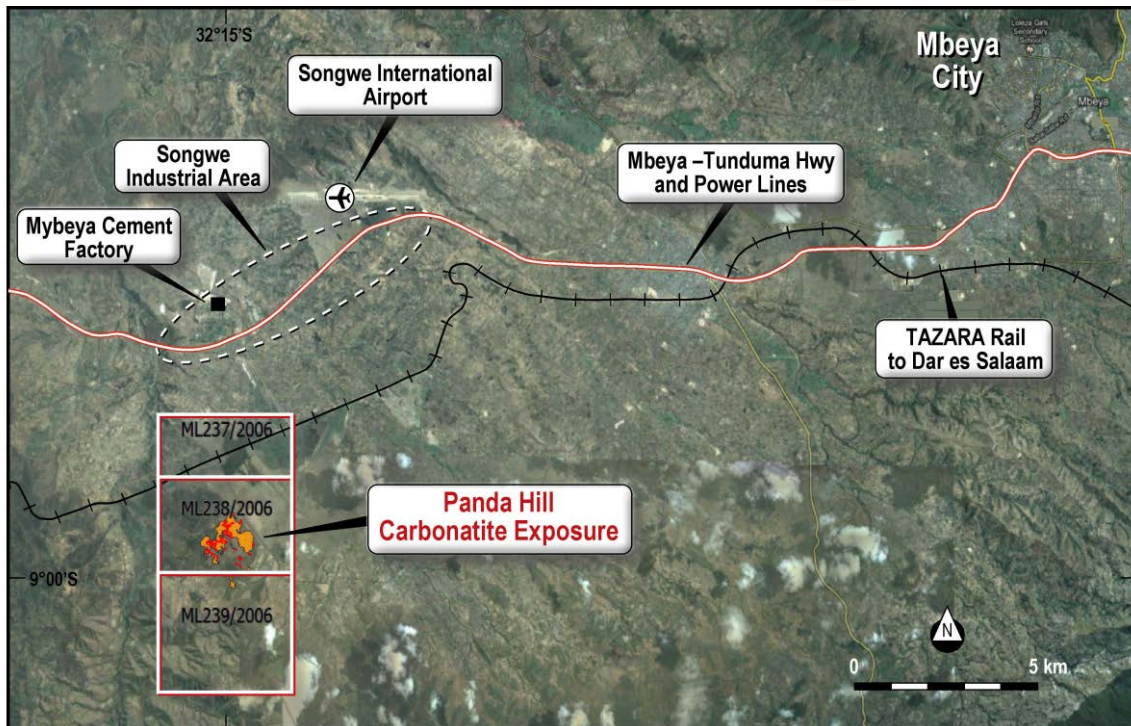 32°15'S
Songwe International
Airport
Mbeya
City
Songwe
Industrial Area
Mbeya –Tunduma Hwy
and Power Lines
Mbeya
Mybeya Cement
Factory
TAZARA Rail
to Dar es Salaam
ML237/2006
ML238/2006
Panda Hill
Carbonatite Exposure
9°00'S
ML239/2006
N
0
5 km